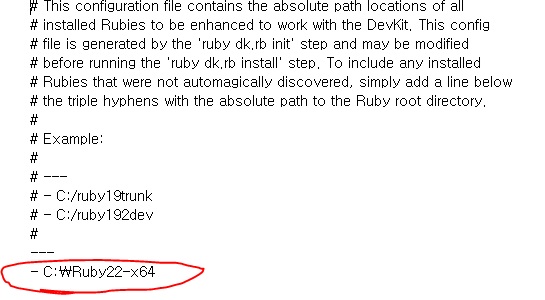 # This configuration file contains the absolute path locations of all
# installed Rubies to be enhanced to work with the DevKit. This config
# file is generated by the 'ruby dk.rb init' step and may be modified
# before running the 'ruby dk.rb install' step. To include any installed
# Rubies that were not automagically discovered, simply add a line below
# the triple hyphens with the absolute path to the Ruby root directory.
#
# Example:
#
# ---
# - C:/ruby19trunk
# - C:/ruby192dev
#
---
- C:₩Ruby22-x64